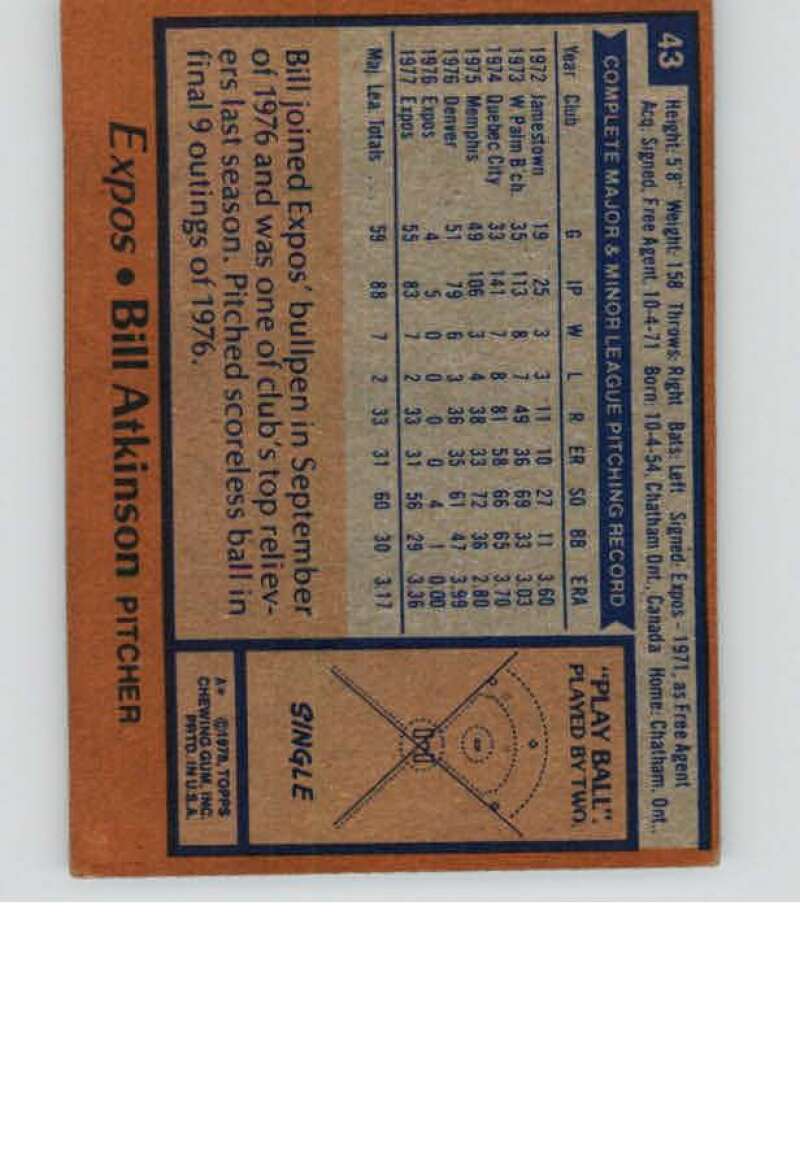 43
Height: 5'8" Weight: 158 Throws: Right Bats: Left Signed: Expos - 1971, as Free Agent
Acq: Signed, Free Agent, 10-4-71 Born: 10-4-54, Chatham Ont., Canada Home: Chatham, Ont.
COMPLETE MAJOR & MINOR LEAGUE PITCHING RECORD
Year Club G IP W L R ER SO BB ERA
1972 Jamestown 19 25 3 3 11 10 27 11 3.60
1973 W Palm B'ch. 35 113 8 7 49 36 69 33 3.03
1974 Quebec City 33 141 7 8 81 58 66 65 3.70
1975 Memphis 49 106 3 4 38 33 72 36 2.80
1976 Denver 51 79 6 3 36 35 61 47 3.99
1976 Expos 4 5 0 0 0 0 4 1 0.00
1977 Expos 55 83 7 2 33 31 56 29 3.36
Maj. Lea. Totals .... 59 88 7 2 33 31 60 30 3.17
Bill joined Expos' bullpen in September
of 1976 and was one of club's top reliev-
ers last season. Pitched scoreless ball in
final 9 outings of 1976.
"PLAY BALL".
PLAYED BY TWO.
SINGLE
A* ©1978, TOPPS
CHEWING GUM, INC.
PRTD. IN U.S.A.
Expos • Bill Atkinson PITCHER